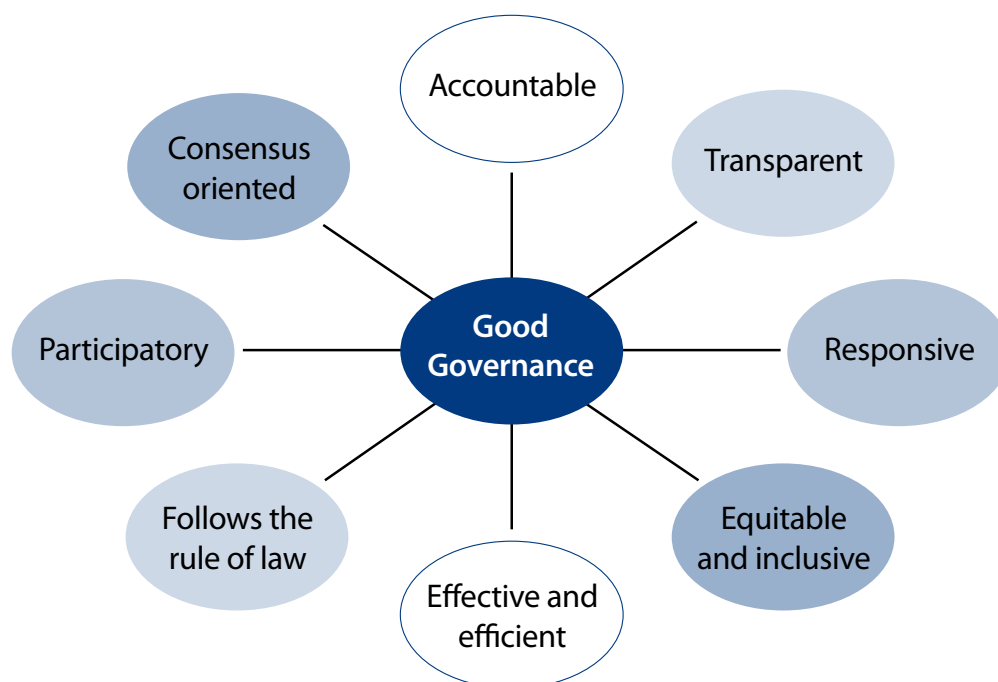 Accountable
Consensus
oriented
Transparent
Participatory
Good
Governance
Responsive
Follows the
rule of law
Equitable
and inclusive
Effective and
efficient